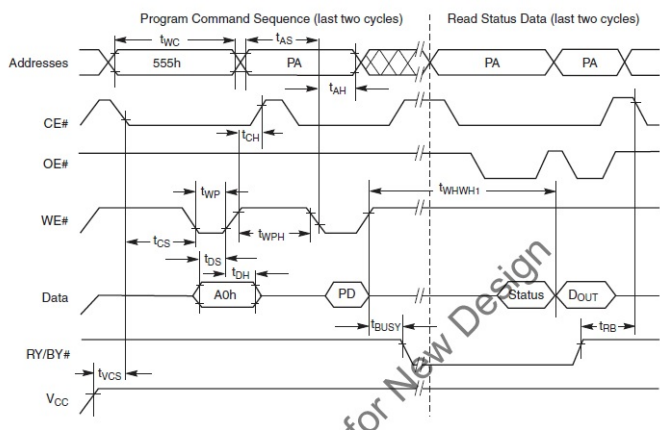 Program Command Sequence (last two cycles)
Read Status Data (last two cycles)
tWC
tAS
Addresses
555h
PA
PA
PA
tAH
CE#
tCH
OE#
tWP
tWHWH1
WE#
tCS
tWPH
tDS
tDH
Data
A0h
PD
Status
DOUT
tBUSY
tRB
RY/BY#
tVCS
VCC
for New Design